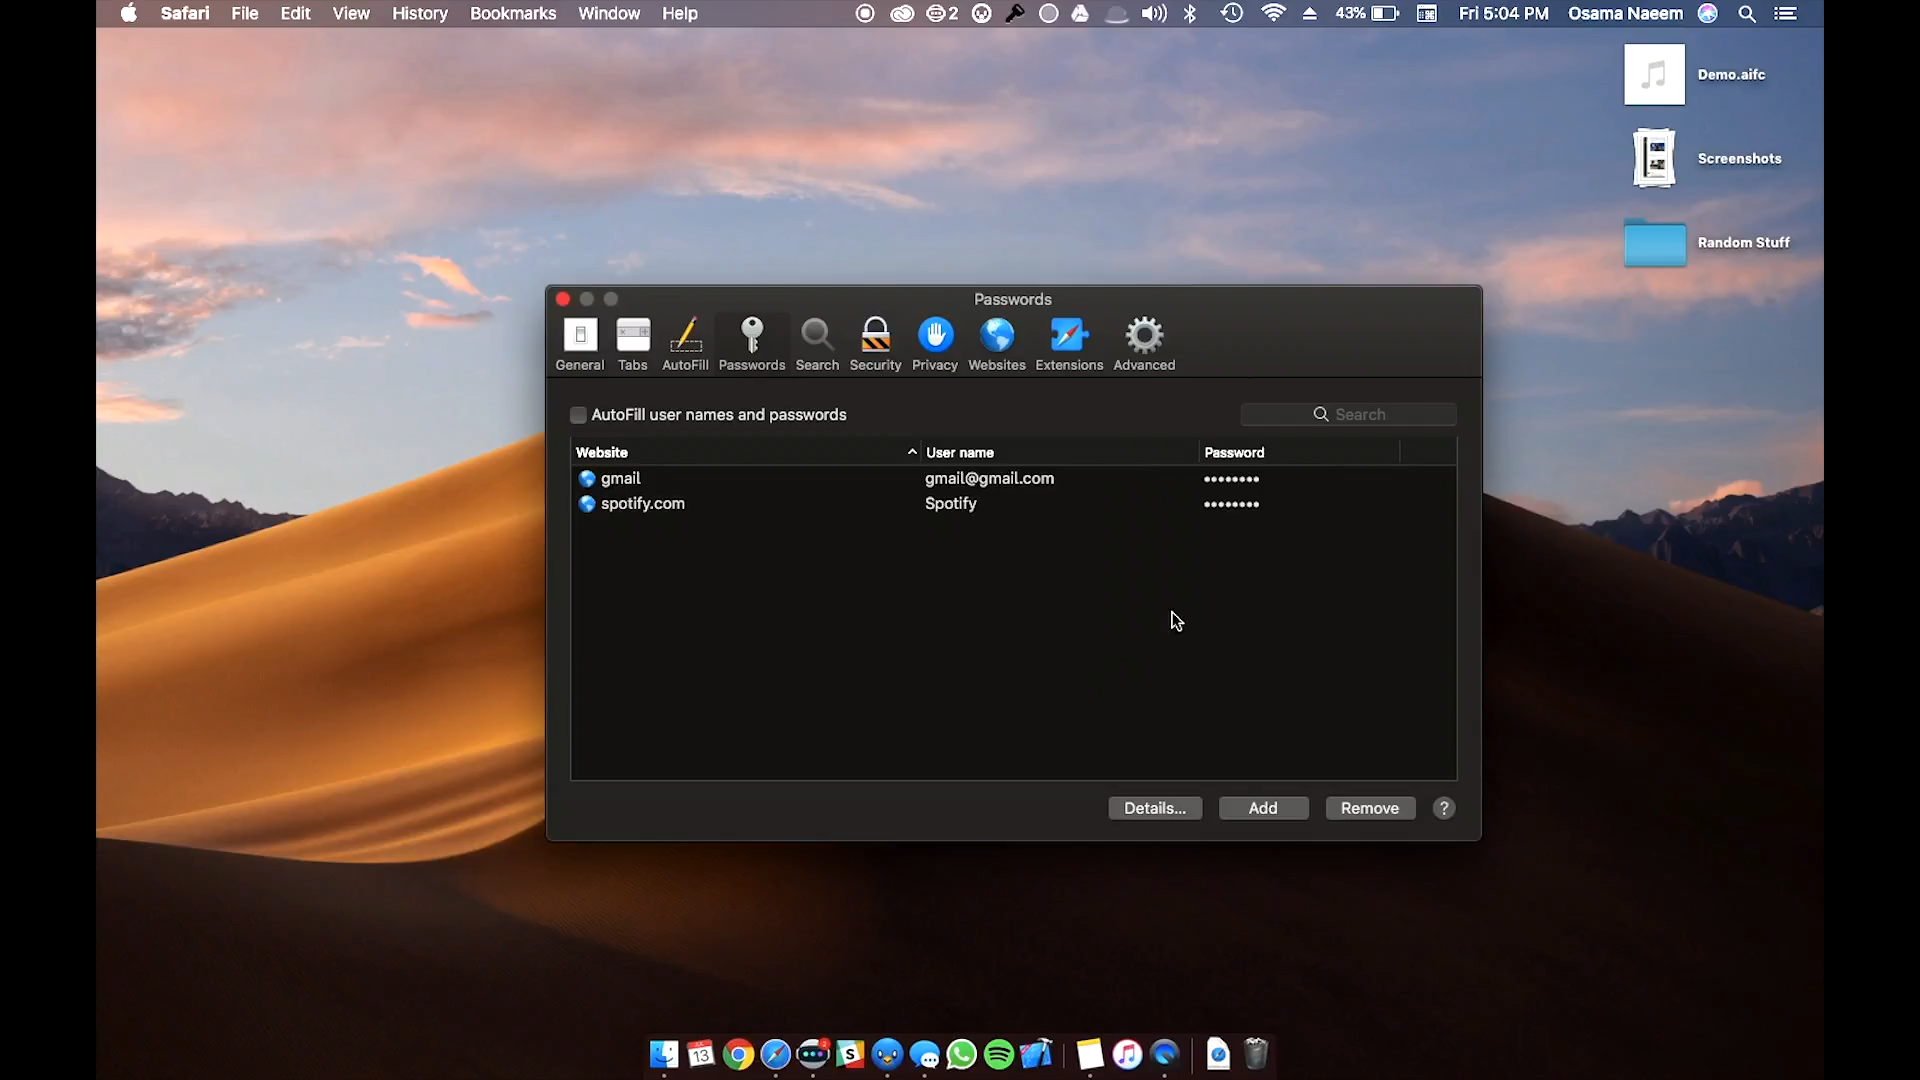 Safari File Edit View History Bookmarks Window Help 2 43% Fri 5:04 PM Osama Naeem
Demo.aifc
Screenshots
Random Stuff
Passwords
General Tabs AutoFill Passwords Search Security Privacy Websites Extensions Advanced
AutoFill user names and passwords Search
Website User name Password
gmail gmail@gmail.com ••••••••
spotify.com Spotify ••••••••
Details... Add Remove ?
13 S